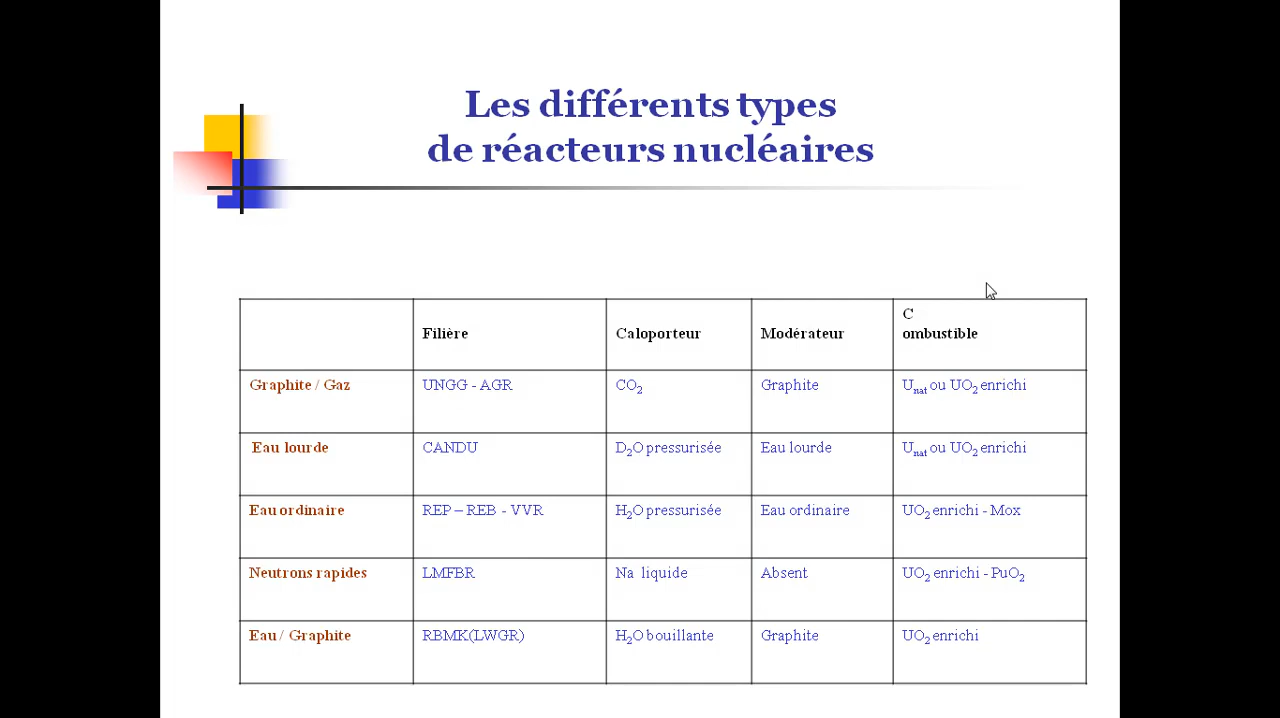 Les différents types
de réacteurs nucléaires
Filière Caloporteur Modérateur C
ombustible
Graphite / Gaz UNGG - AGR CO2 Graphite Unat ou UO2 enrichi
Eau lourde CANDU D2O pressurisée Eau lourde Unat ou UO2 enrichi
Eau ordinaire REP – REB - VVR H2O pressurisée Eau ordinaire UO2 enrichi - Mox
Neutrons rapides LMFBR Na liquide Absent UO2 enrichi - PuO2
Eau / Graphite RBMK(LWGR) H2O bouillante Graphite UO2 enrichi